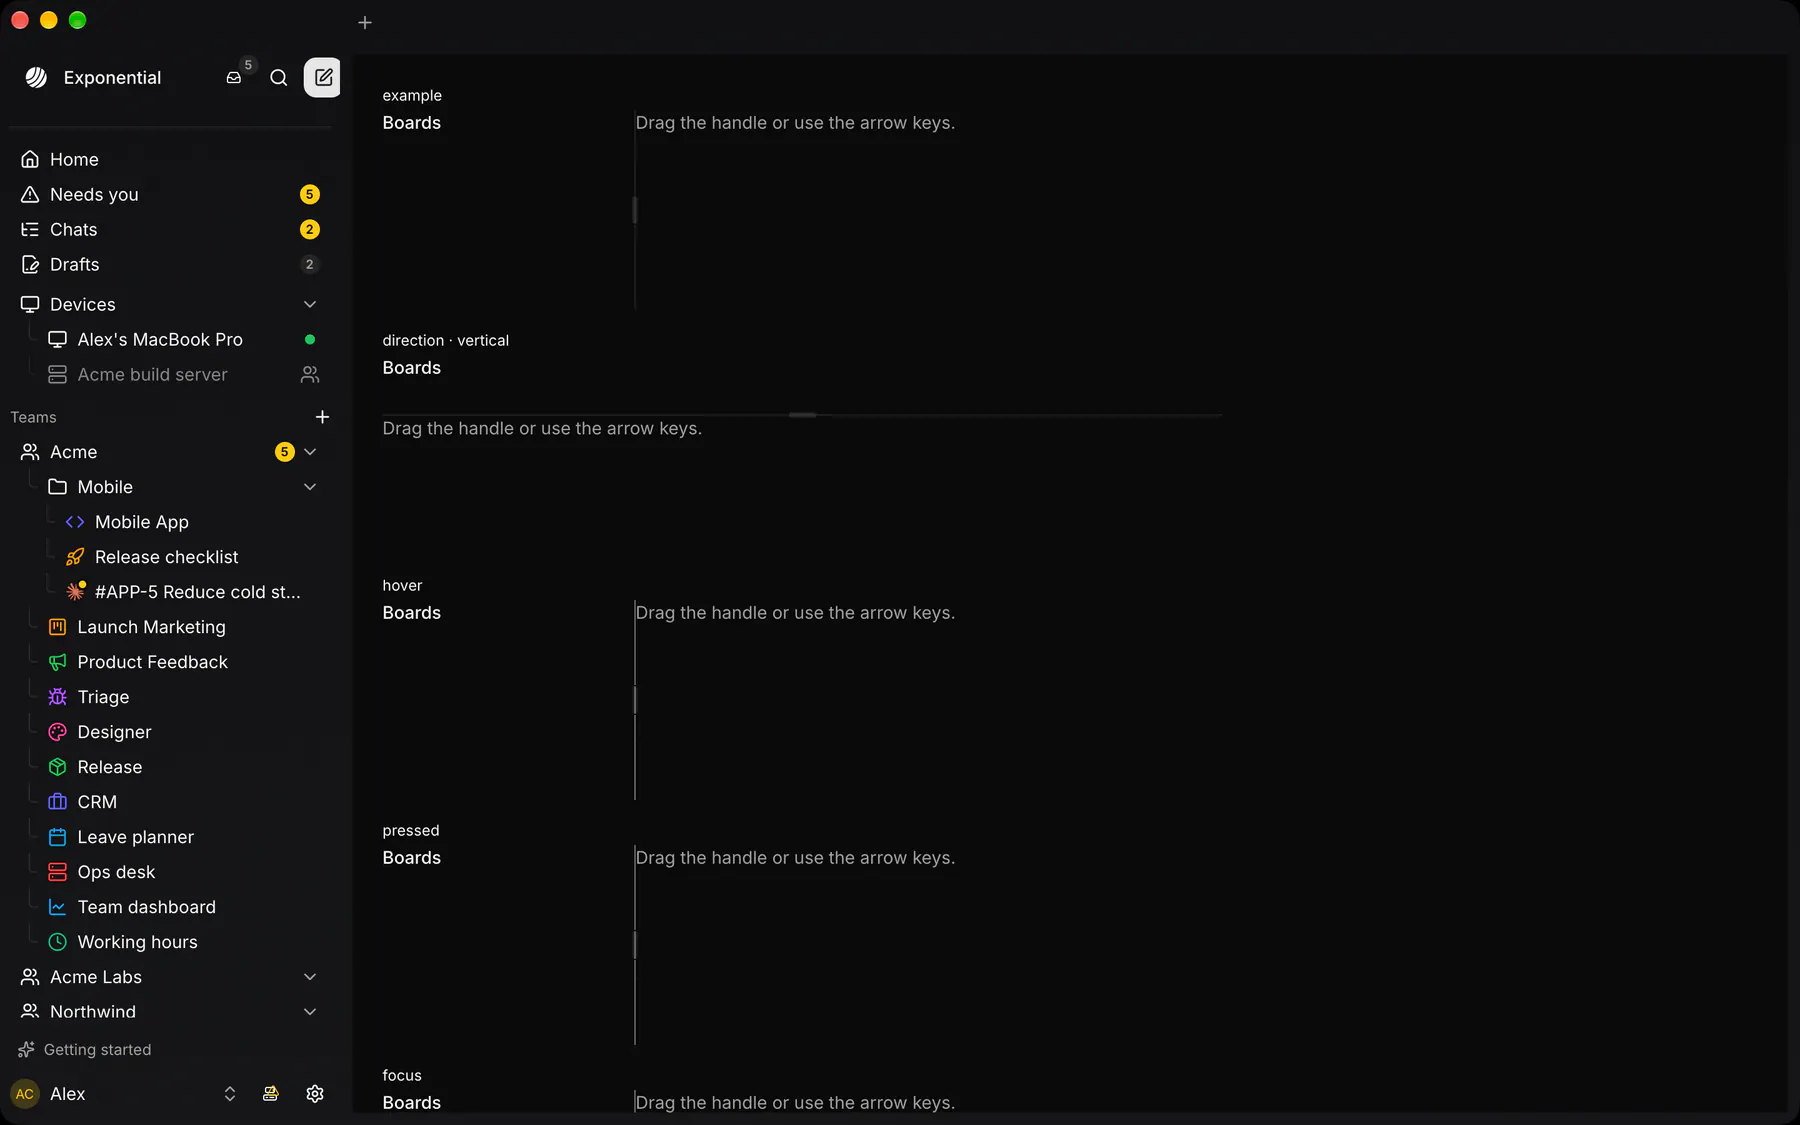 Exponential
5
Home
Needs you
5
Chats
2
Drafts
2
Devices
Alex's MacBook Pro
Acme build server
Teams
Acme
5
Mobile
Mobile App
Release checklist
#APP-5 Reduce cold st...
Launch Marketing
Product Feedback
Triage
Designer
Release
CRM
Leave planner
Ops desk
Team dashboard
Working hours
Acme Labs
Northwind
Getting started
AC
Alex
example
Boards
Drag the handle or use the arrow keys.
direction · vertical
Boards
Drag the handle or use the arrow keys.
hover
Boards
Drag the handle or use the arrow keys.
pressed
Boards
Drag the handle or use the arrow keys.
focus
Boards
Drag the handle or use the arrow keys.